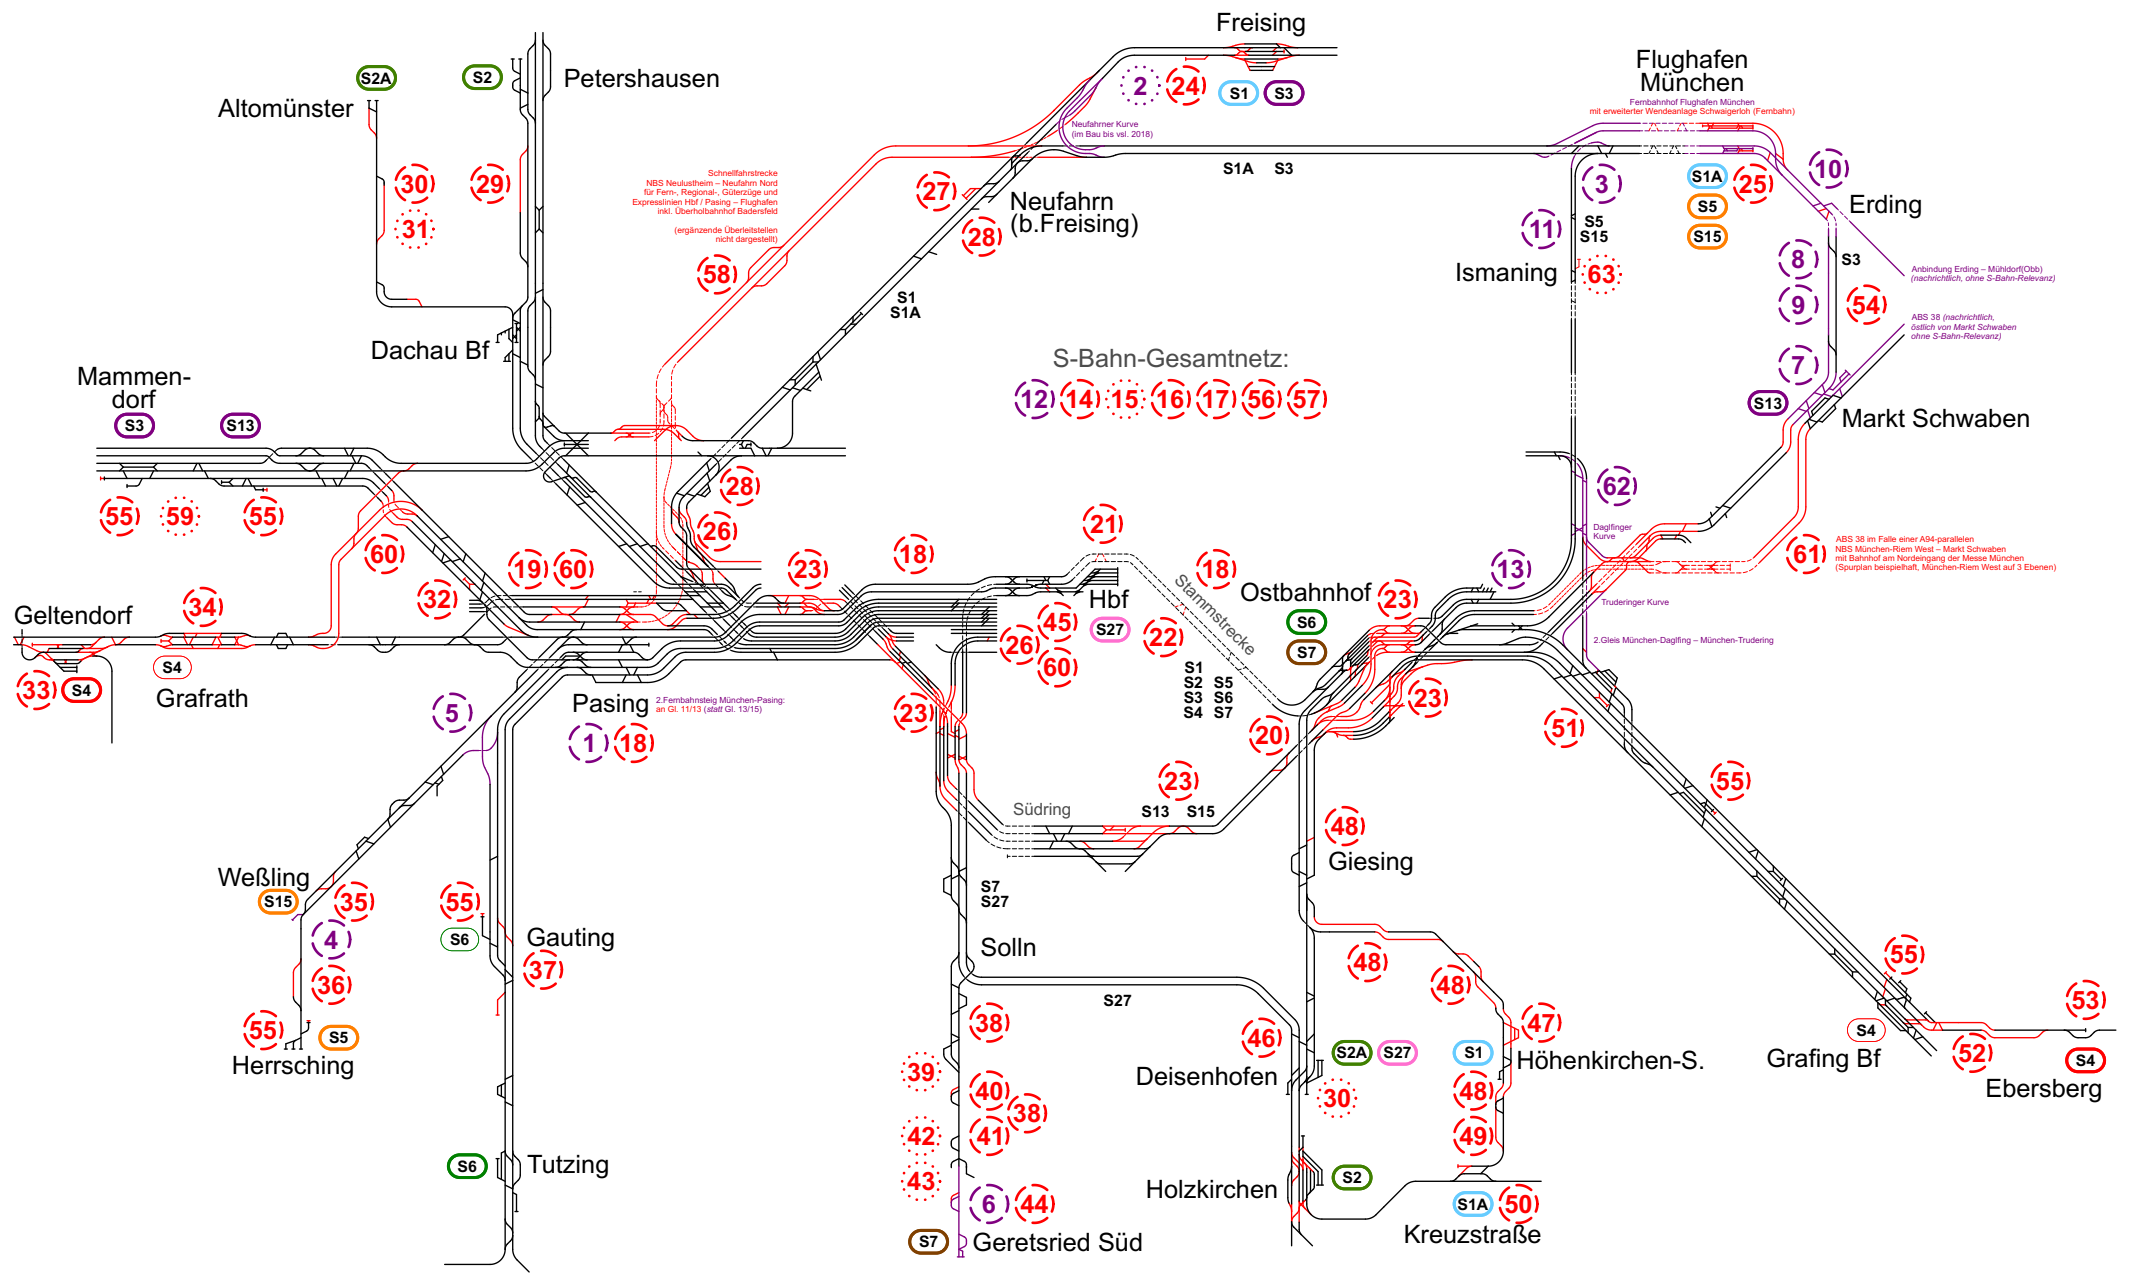 Freising
Flughafen
München
Fernbahnhof Flughafen München
mit erweiterter Wendeanlage Schwaigerloh (Fernbahn)
S2A
S2
Petershausen
Altomünster
2
24
S1
S3
Neufahrner Kurve
(im Bau bis vsl. 2018)
30
29
31
Schnellfahrstrecke
NBS Neulustheim – Neufahrn Nord
für Fern-, Regional-, Güterzüge und
Expresslinien Hbf / Pasing – Flughafen
inkl. Überholbahnhof Badersfeld
(ergänzende Überleitstellen
nicht dargestellt)
58
27
28
Neufahrn
(b.Freising)
S1A
S3
3
S1A
25
S5
S15
10
Erding
11
S5
S15
Ismaning
63
8
S3
9
54
7
Anbindung Erding – Mühldorf(Obb)
(nachrichtlich, ohne S-Bahn-Relevanz)
ABS 38 (nachrichtlich,
östlich von Markt Schwaben
ohne S-Bahn-Relevanz)
S13
Markt Schwaben
S1
S1A
Dachau Bf
S-Bahn-Gesamtnetz:
12
14
15
16
17
56
57
Mammen-
dorf
S3
S13
55
59
55
60
28
26
62
Daglfinger
Kurve
61
ABS 38 im Falle einer A94-parallelen
NBS München-Riem West – Markt Schwaben
mit Bahnhof am Nordeingang der Messe München
(Spurplan beispielhaft, München-Riem West auf 3 Ebenen)
Truderinger Kurve
2.Gleis München-Daglfing – München-Trudering
19
60
32
23
18
21
18
Stammstrecke
13
Hbf
S27
45
26
60
22
Ostbahnhof
S6
S7
23
S1
S2
S5
S3
S6
S4
S7
20
23
51
Geltendorf
34
33
S4
S4
Grafrath
5
Pasing
2.Fernbahnsteig München-Pasing:
an Gl. 11/13 (statt Gl. 13/15)
1
18
23
23
Südring
S13
S15
55
48
Giesing
Weßling
S15
35
4
36
55
S5
Herrsching
55
S6
Gauting
37
S7
S27
Solln
S27
38
39
40
38
42
41
43
6
44
S7
Geretsried Süd
S6
Tutzing
48
48
46
S2A
S27
Deisenhofen
30
S1
47
Höhenkirchen-S.
48
49
Holzkirchen
S2
S1A
50
Kreuzstraße
55
S4
Grafing Bf
52
53
S4
Ebersberg